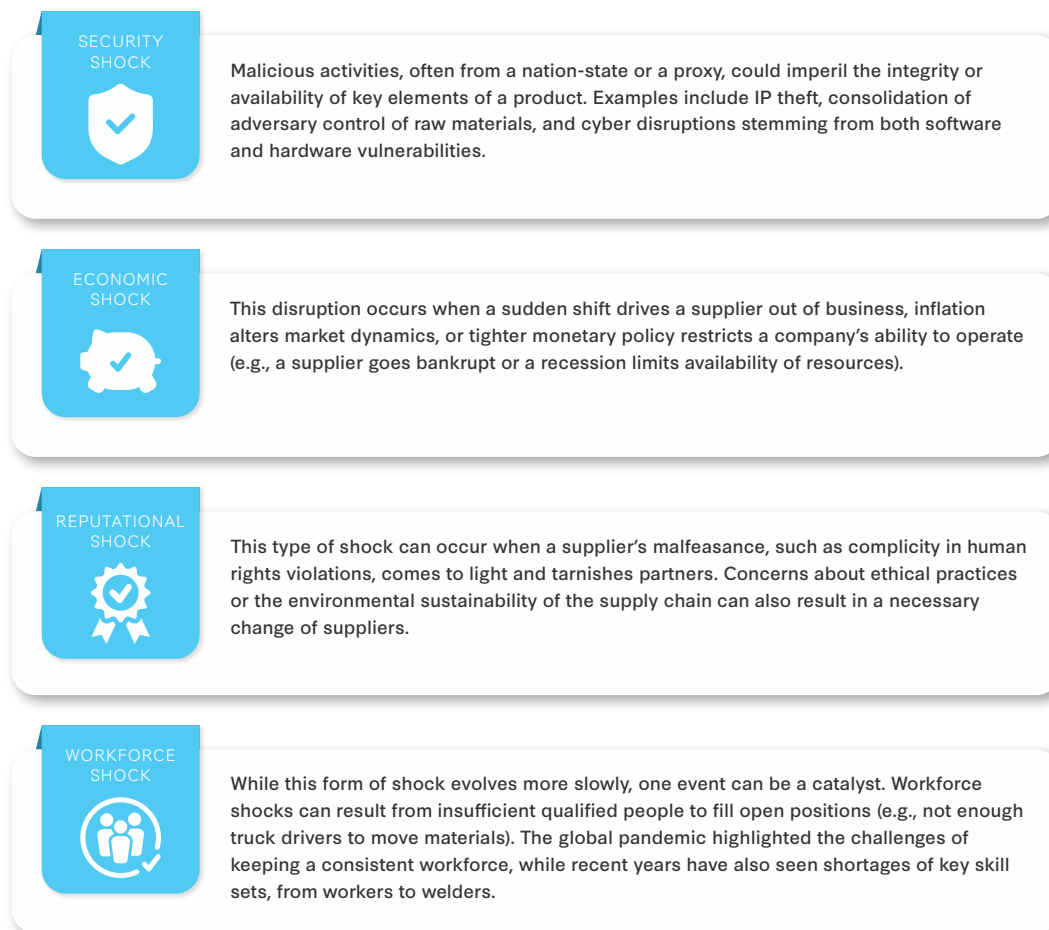 SECURITY
SHOCK
Malicious activities, often from a nation-state or a proxy, could imperil the integrity or
availability of key elements of a product. Examples include IP theft, consolidation of
adversary control of raw materials, and cyber disruptions stemming from both software
and hardware vulnerabilities.
ECONOMIC
SHOCK
This disruption occurs when a sudden shift drives a supplier out of business, inflation
alters market dynamics, or tighter monetary policy restricts a company’s ability to operate
(e.g., a supplier goes bankrupt or a recession limits availability of resources).
REPUTATIONAL
SHOCK
This type of shock can occur when a supplier’s malfeasance, such as complicity in human
rights violations, comes to light and tarnishes partners. Concerns about ethical practices
or the environmental sustainability of the supply chain can also result in a necessary
change of suppliers.
WORKFORCE
SHOCK
While this form of shock evolves more slowly, one event can be a catalyst. Workforce
shocks can result from insufficient qualified people to fill open positions (e.g., not enough
truck drivers to move materials). The global pandemic highlighted the challenges of
keeping a consistent workforce, while recent years have also seen shortages of key skill
sets, from workers to welders.